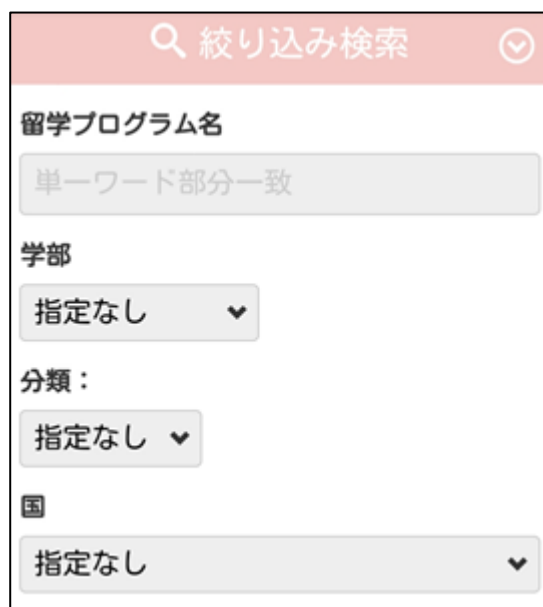 絞り込み検索
留学プログラム名
単一ワード部分一致
学部
指定なし
分類：
指定なし
国
指定なし